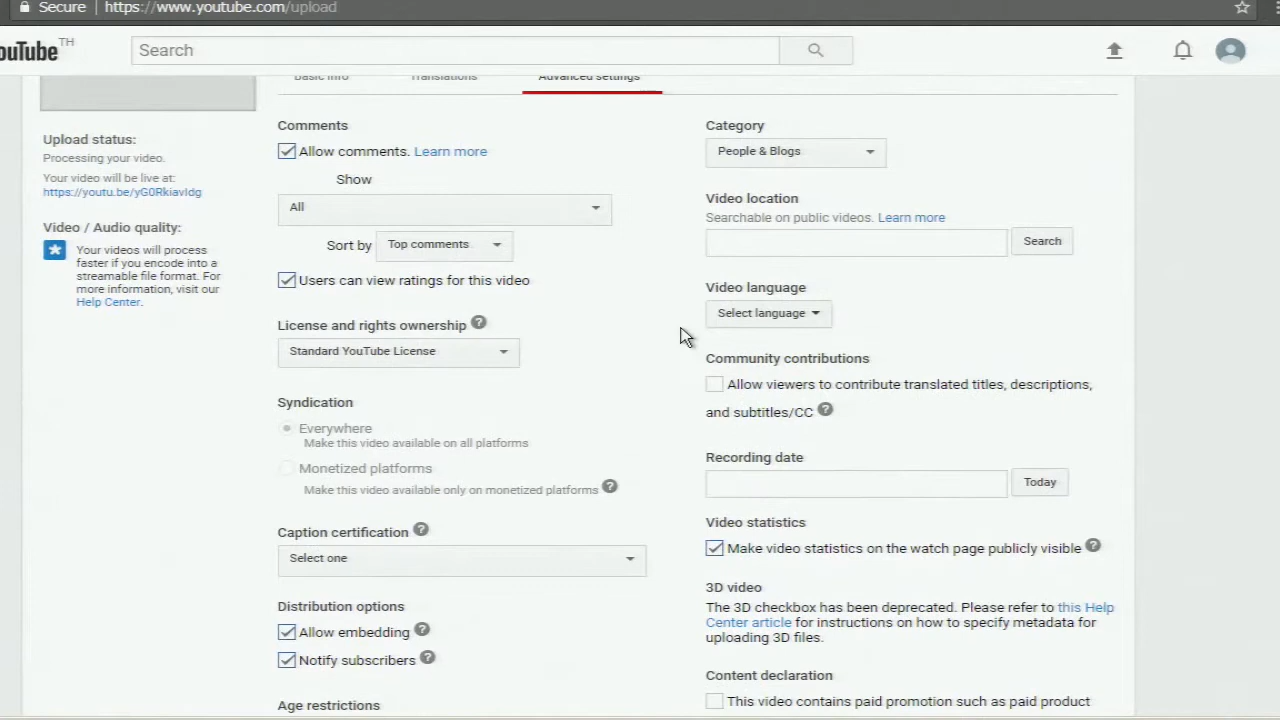 Secure | https://www.youtube.com/upload
ouTube TH
Search
Basic info Translations Advanced settings
Upload status:
Processing your video.
Your video will be live at:
https://youtu.be/yG0RkiavIdg
Video / Audio quality:
Your videos will process
faster if you encode into a
streamable file format. For
more information, visit our
Help Center.
Comments
Allow comments. Learn more
Show
All
Sort by Top comments
Users can view ratings for this video
License and rights ownership ?
Standard YouTube License
Syndication
Everywhere
Make this video available on all platforms
Monetized platforms
Make this video available only on monetized platforms ?
Caption certification ?
Select one
Distribution options
Allow embedding ?
Notify subscribers ?
Age restrictions
Category
People & Blogs
Video location
Searchable on public videos. Learn more
Search
Video language
Select language
Community contributions
Allow viewers to contribute translated titles, descriptions,
and subtitles/CC ?
Recording date
Today
Video statistics
Make video statistics on the watch page publicly visible ?
3D video
The 3D checkbox has been deprecated. Please refer to this Help
Center article for instructions on how to specify metadata for
uploading 3D files.
Content declaration
This video contains paid promotion such as paid product